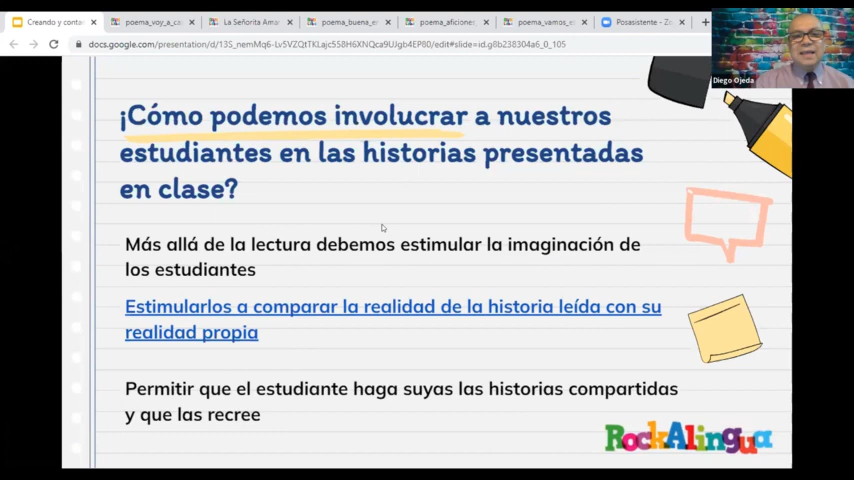 Creando y conta
poema_voy_a_ca
La Señorita Amar
poema_buena_en
poema_aficiones
poema_vamos_e
Posasistente - Zo
docs.google.com/presentation/d/13S_nemMq6-Lv5VZQtTKLajc558H6XNQca9UJgb4EP80/edit#slide=id.g8b238304a6_0_105
Diego Ojeda
¡Cómo podemos involucrar a nuestros
estudiantes en las historias presentadas
en clase?
Más allá de la lectura debemos estimular la imaginación de
los estudiantes
Estimularlos a comparar la realidad de la historia leída con su
realidad propia
Permitir que el estudiante haga suyas las historias compartidas
y que las recree
RockALingua